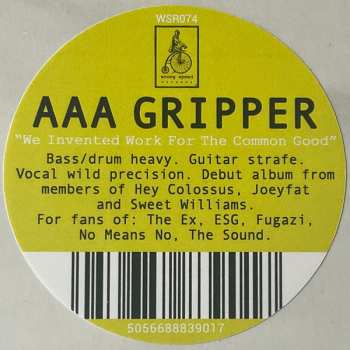 WSR074
wrong speed
records
AAA GRIPPER
"We Invented Work For The Common Good"
Bass/drum heavy. Guitar strafe.
Vocal wild precision. Debut album from
members of Hey Colossus, Joeyfat
and Sweet Williams.
For fans of: The Ex, ESG, Fugazi,
No Means No, The Sound.
5056688839017